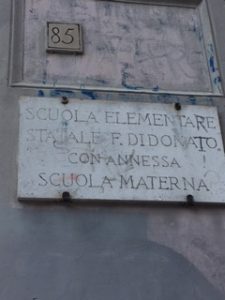 85
SCUOLA ELEMENTARE
STATALE F. DI DONATO
CON ANNESSA
SCUOLA MATERNA